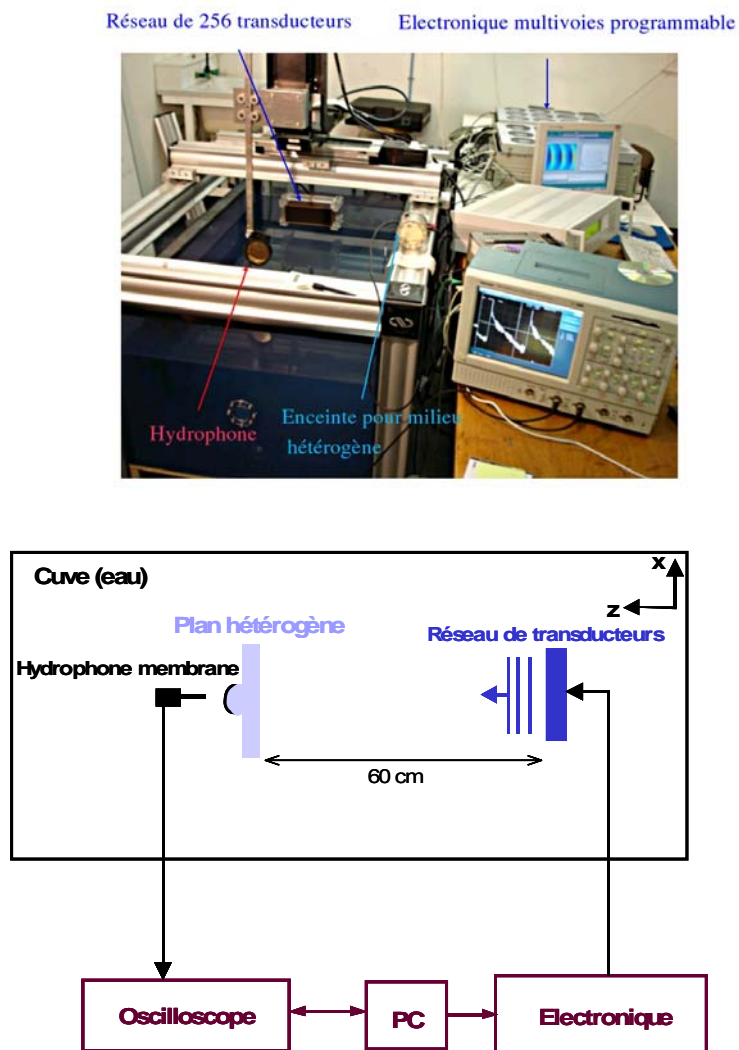 Réseau de 256 transducteurs
Electronique multivoies programmable
Hydrophone
Enceinte pour milieu
hétérogène
Cuve (eau)
x
z
Plan hétérogène
Réseau de transducteurs
Hydrophone membrane
60 cm
Oscilloscope
PC
Electronique